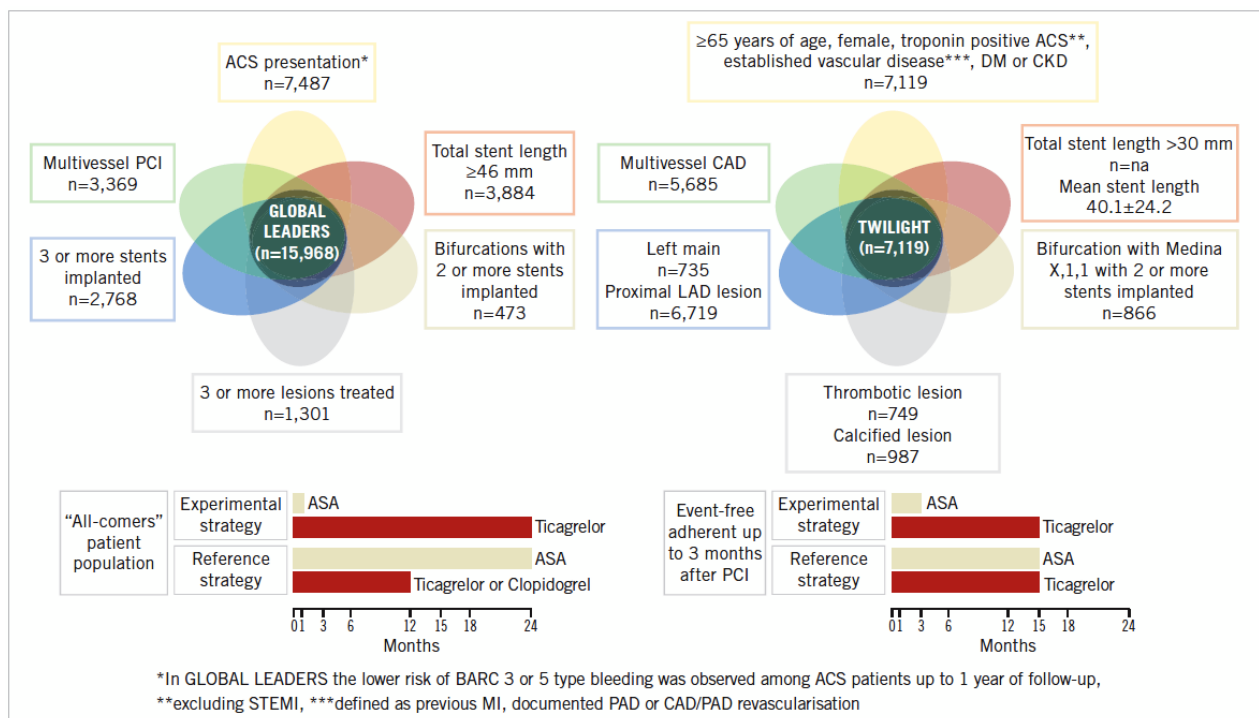 ACS presentation*
n=7,487
Multivessel PCI
n=3,369
Total stent length
≥46 mm
n=3,884
GLOBAL
LEADERS
(n=15,968)
3 or more stents
implanted
n=2,768
Bifurcations with
2 or more stents
implanted
n=473
3 or more lesions treated
n=1,301
≥65 years of age, female, troponin positive ACS**,
established vascular disease***, DM or CKD
n=7,119
Multivessel CAD
n=5,685
Total stent length >30 mm
n=na
Mean stent length
40.1±24.2
TWILIGHT
(n=7,119)
Left main
n=735
Proximal LAD lesion
n=6,719
Bifurcation with Medina
X,1,1 with 2 or more
stents implanted
n=866
Thrombotic lesion
n=749
Calcified lesion
n=987
“All-comers”
patient
population
Experimental
strategy
ASA
Ticagrelor
Reference
strategy
ASA
Ticagrelor or Clopidogrel
01 3 6 12 15 18 24
Months
Event-free
adherent up
to 3 months
after PCI
Experimental
strategy
ASA
Ticagrelor
Reference
strategy
ASA
Ticagrelor
01 3 6 12 15 18 24
Months
*In GLOBAL LEADERS the lower risk of BARC 3 or 5 type bleeding was observed among ACS patients up to 1 year of follow-up,
**excluding STEMI, ***defined as previous MI, documented PAD or CAD/PAD revascularisation